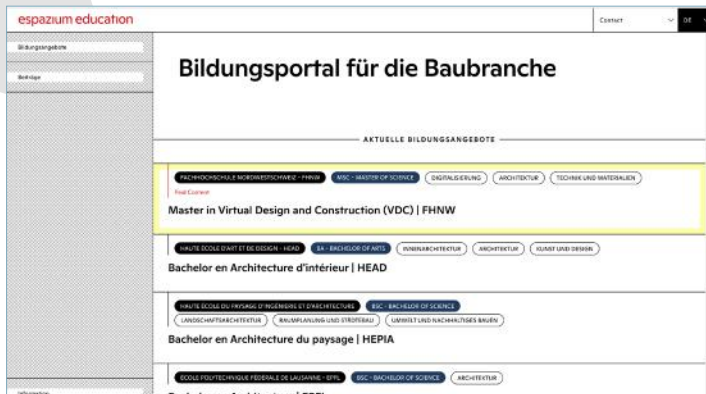 espazium education
Contact
DE
Bildungsangebote
Beiträge
Bildungsportal für die Baubranche
AKTUELLE BILDUNGSANGEBOTE
FACHHOCHSCHULE NORDWESTSCHWEIZ - FHNW MSC - MASTER OF SCIENCE DIGITALISIERUNG ARCHITEKTUR TECHNIK UND MATERIALIEN
Paid Content
Master in Virtual Design and Construction (VDC) | FHNW
HAUTE ÉCOLE D'ART ET DE DESIGN - HEAD BA - BACHELOR OF ARTS INNENARCHITEKTUR ARCHITEKTUR KUNST UND DESIGN
Bachelor en Architecture d'intérieur | HEAD
HAUTE ÉCOLE DU PAYSAGE D'INGÉNIERIE ET D'ARCHITECTURE BSC - BACHELOR OF SCIENCE
LANDSCHAFTSARCHITEKTUR RAUMPLANUNG UND STÄDTEBAU UMWELT UND NACHHALTIGES BAUEN
Bachelor en Architecture du paysage | HEPIA
ÉCOLE POLYTECHNIQUE FÉDÉRALE DE LAUSANNE - EPFL BSC - BACHELOR OF SCIENCE ARCHITEKTUR